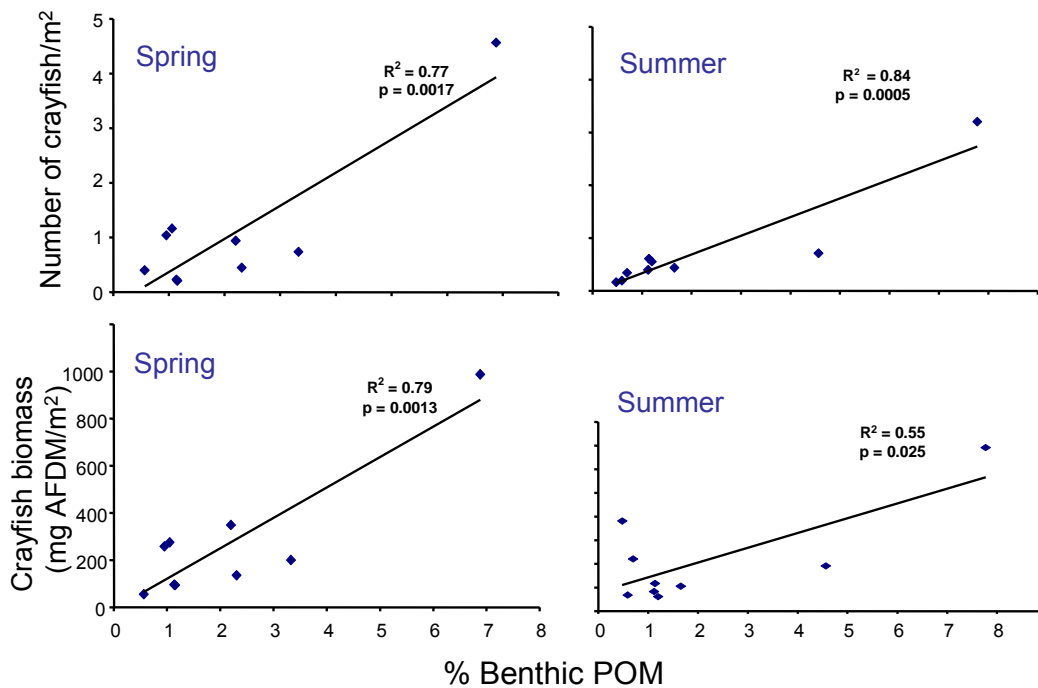 Number of crayfish/m²
5
4
3
2
1
0
Spring
R² = 0.77
p = 0.0017
Summer
R² = 0.84
p = 0.0005
Crayfish biomass
(mg AFDM/m²)
1000
800
600
400
200
0
Spring
R² = 0.79
p = 0.0013
Summer
R² = 0.55
p = 0.025
0 1 2 3 4 5 6 7 8
0 1 2 3 4 5 6 7 8
% Benthic POM